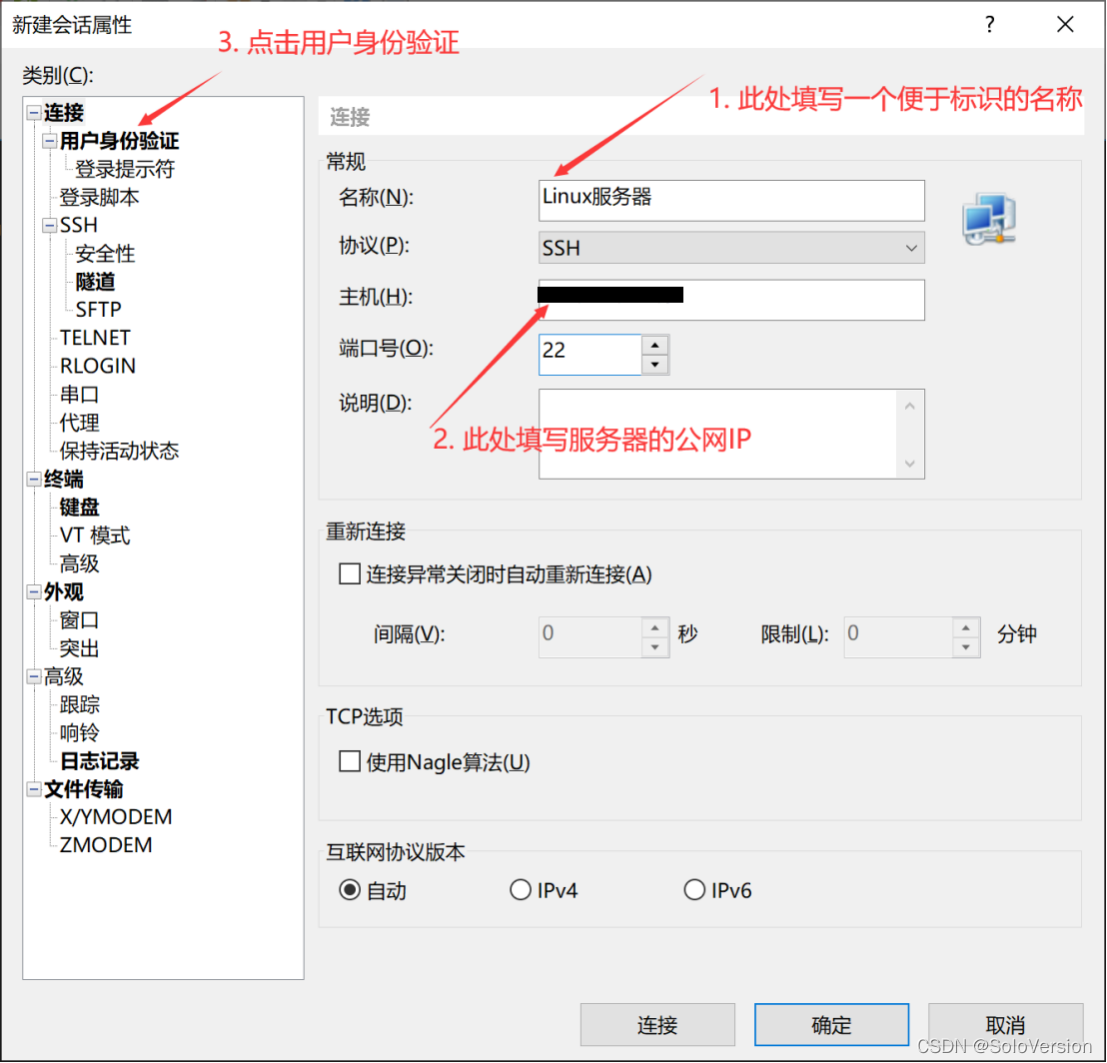 新建会话属性
?
3. 点击用户身份验证
类别(C):
1. 此处填写一个便于标识的名称
连接
用户身份验证
登录提示符
登录脚本
SSH
安全性
隧道
SFTP
TELNET
RLOGIN
串口
代理
保持活动状态
终端
键盘
VT 模式
高级
外观
窗口
突出
高级
跟踪
响铃
日志记录
文件传输
X/YMODEM
ZMODEM
连接
常规
名称(N):
Linux服务器
协议(P):
SSH
主机(H):
端口号(O):
22
说明(D):
2. 此处填写服务器的公网IP
重新连接
连接异常关闭时自动重新连接(A)
间隔(V):
0
秒
限制(L):
0
分钟
TCP选项
使用Nagle算法(U)
互联网协议版本
自动
IPv4
IPv6
连接
确定
取消
CSDN @SoloVersion